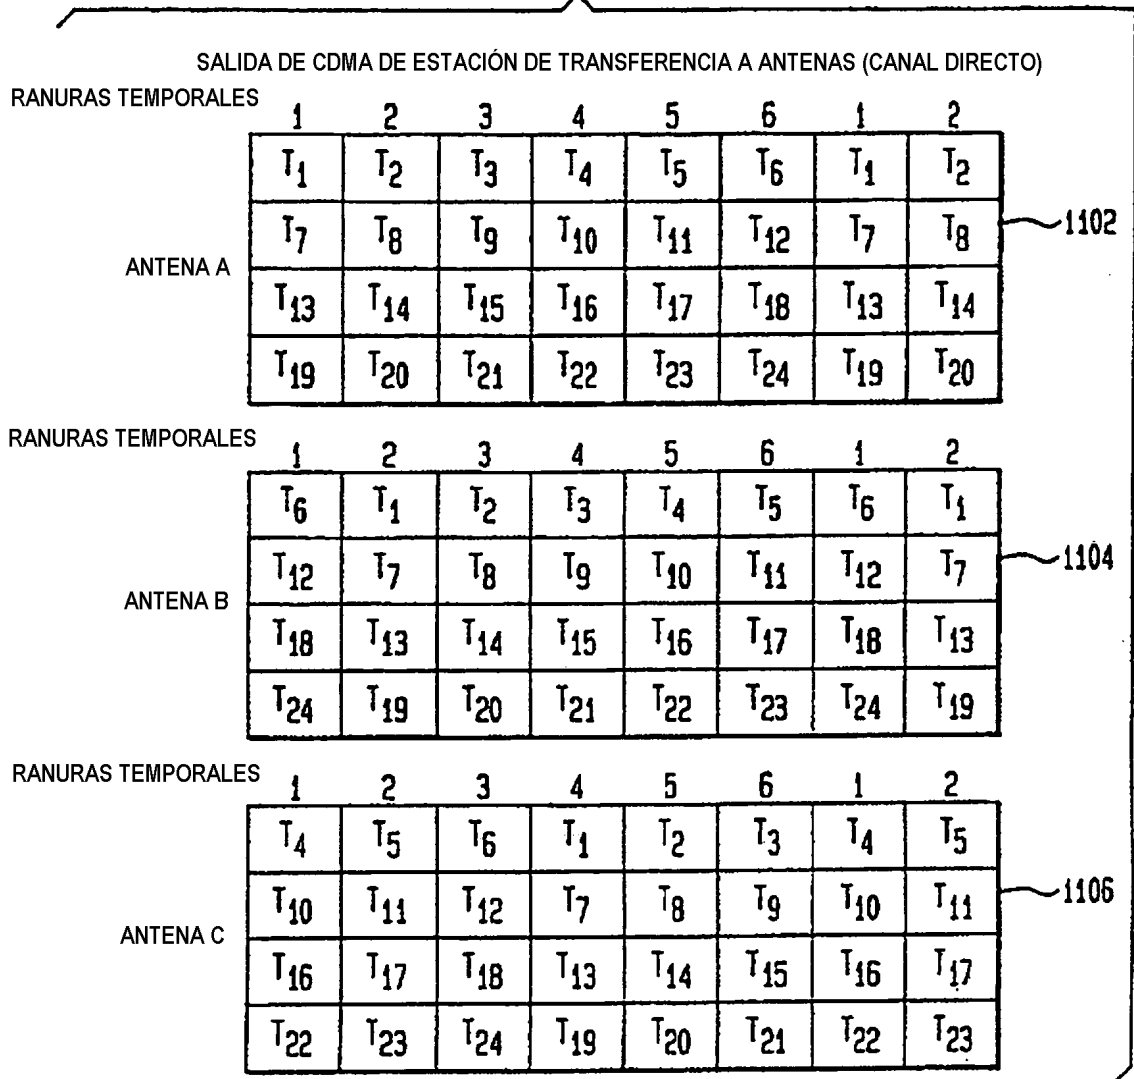 SALIDA DE CDMA DE ESTACIÓN DE TRANSFERENCIA A ANTENAS (CANAL DIRECTO)
RANURAS TEMPORALES 1 2 3 4 5 6 1 2
T1 T2 T3 T4 T5 T6 T1 T2
T7 T8 T9 T10 T11 T12 T7 T8 1102
ANTENA A
T13 T14 T15 T16 T17 T18 T13 T14
T19 T20 T21 T22 T23 T24 T19 T20
RANURAS TEMPORALES 1 2 3 4 5 6 1 2
T6 T1 T2 T3 T4 T5 T6 T1
T12 T7 T8 T9 T10 T11 T12 T7 1104
ANTENA B
T18 T13 T14 T15 T16 T17 T18 T13
T24 T19 T20 T21 T22 T23 T24 T19
RANURAS TEMPORALES 1 2 3 4 5 6 1 2
T4 T5 T6 T1 T2 T3 T4 T5
T10 T11 T12 T7 T8 T9 T10 T11 1106
ANTENA C
T16 T17 T18 T13 T14 T15 T16 T17
T22 T23 T24 T19 T20 T21 T22 T23